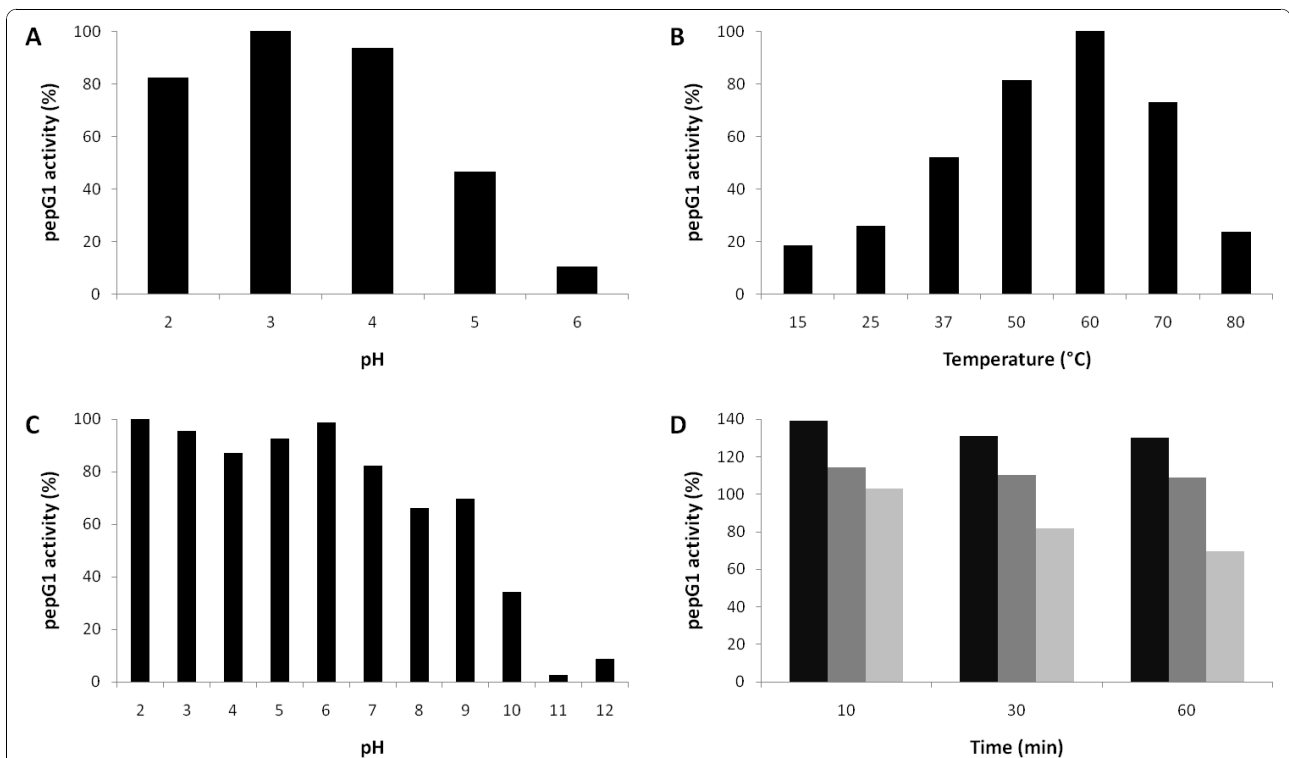 A
pepG1 activity (%)
100
80
60
40
20
0
2 3 4 5 6
pH
B
pepG1 activity (%)
100
80
60
40
20
0
15 25 37 50 60 70 80
Temperature (°C)
C
pepG1 activity (%)
100
80
60
40
20
0
2 3 4 5 6 7 8 9 10 11 12
pH
D
pepG1 activity (%)
140
120
100
80
60
40
20
0
10 30 60
Time (min)